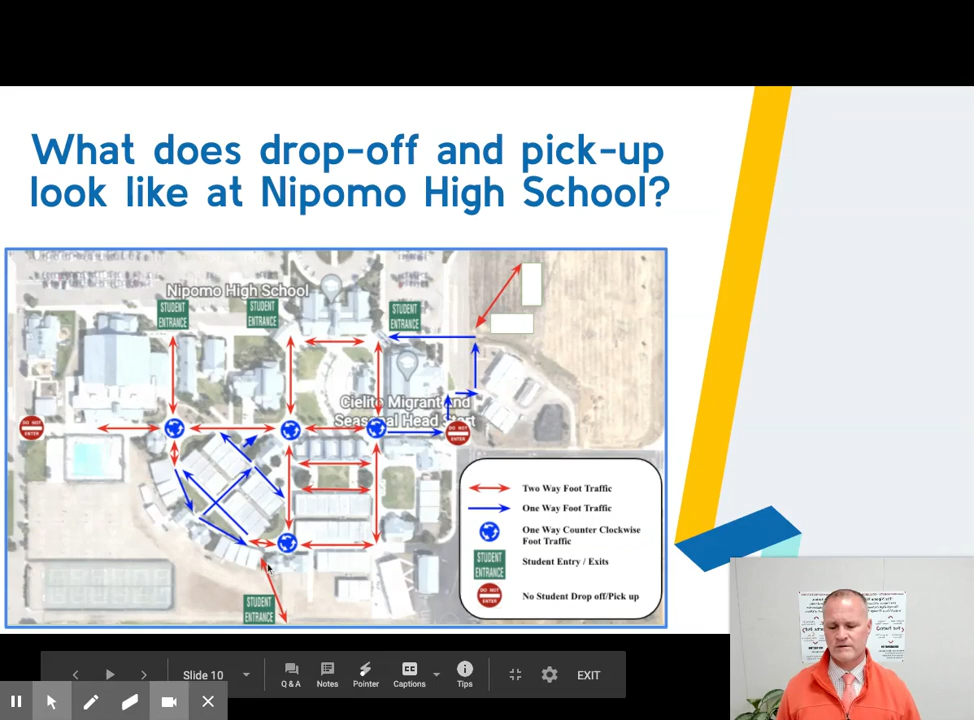 What does drop-off and pick-up
look like at Nipomo High School?
Nipomo High School
STUDENT
ENTRANCE
STUDENT
ENTRANCE
STUDENT
ENTRANCE
Cielito Migrant and
Seasonal Head Start
DO NOT
ENTER
DO NOT
ENTER
Two Way Foot Traffic
One Way Foot Traffic
One Way Counter Clockwise
Foot Traffic
STUDENT
ENTRANCE
Student Entry / Exits
DO NOT
ENTER
No Student Drop off/Pick up
STUDENT
ENTRANCE
Slide 10
Q & A
Notes
Pointer
CC
Captions
Tips
EXIT